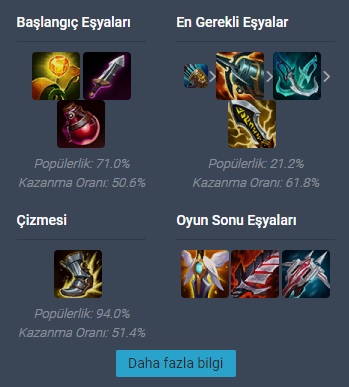 Başlangıç Eşyaları
Popülerlik: 71.0%
Kazanma Oranı: 50.6%
En Gerekli Eşyalar
Popülerlik: 21.2%
Kazanma Oranı: 61.8%
Çizmesi
Popülerlik: 94.0%
Kazanma Oranı: 51.4%
Oyun Sonu Eşyaları
Daha fazla bilgi